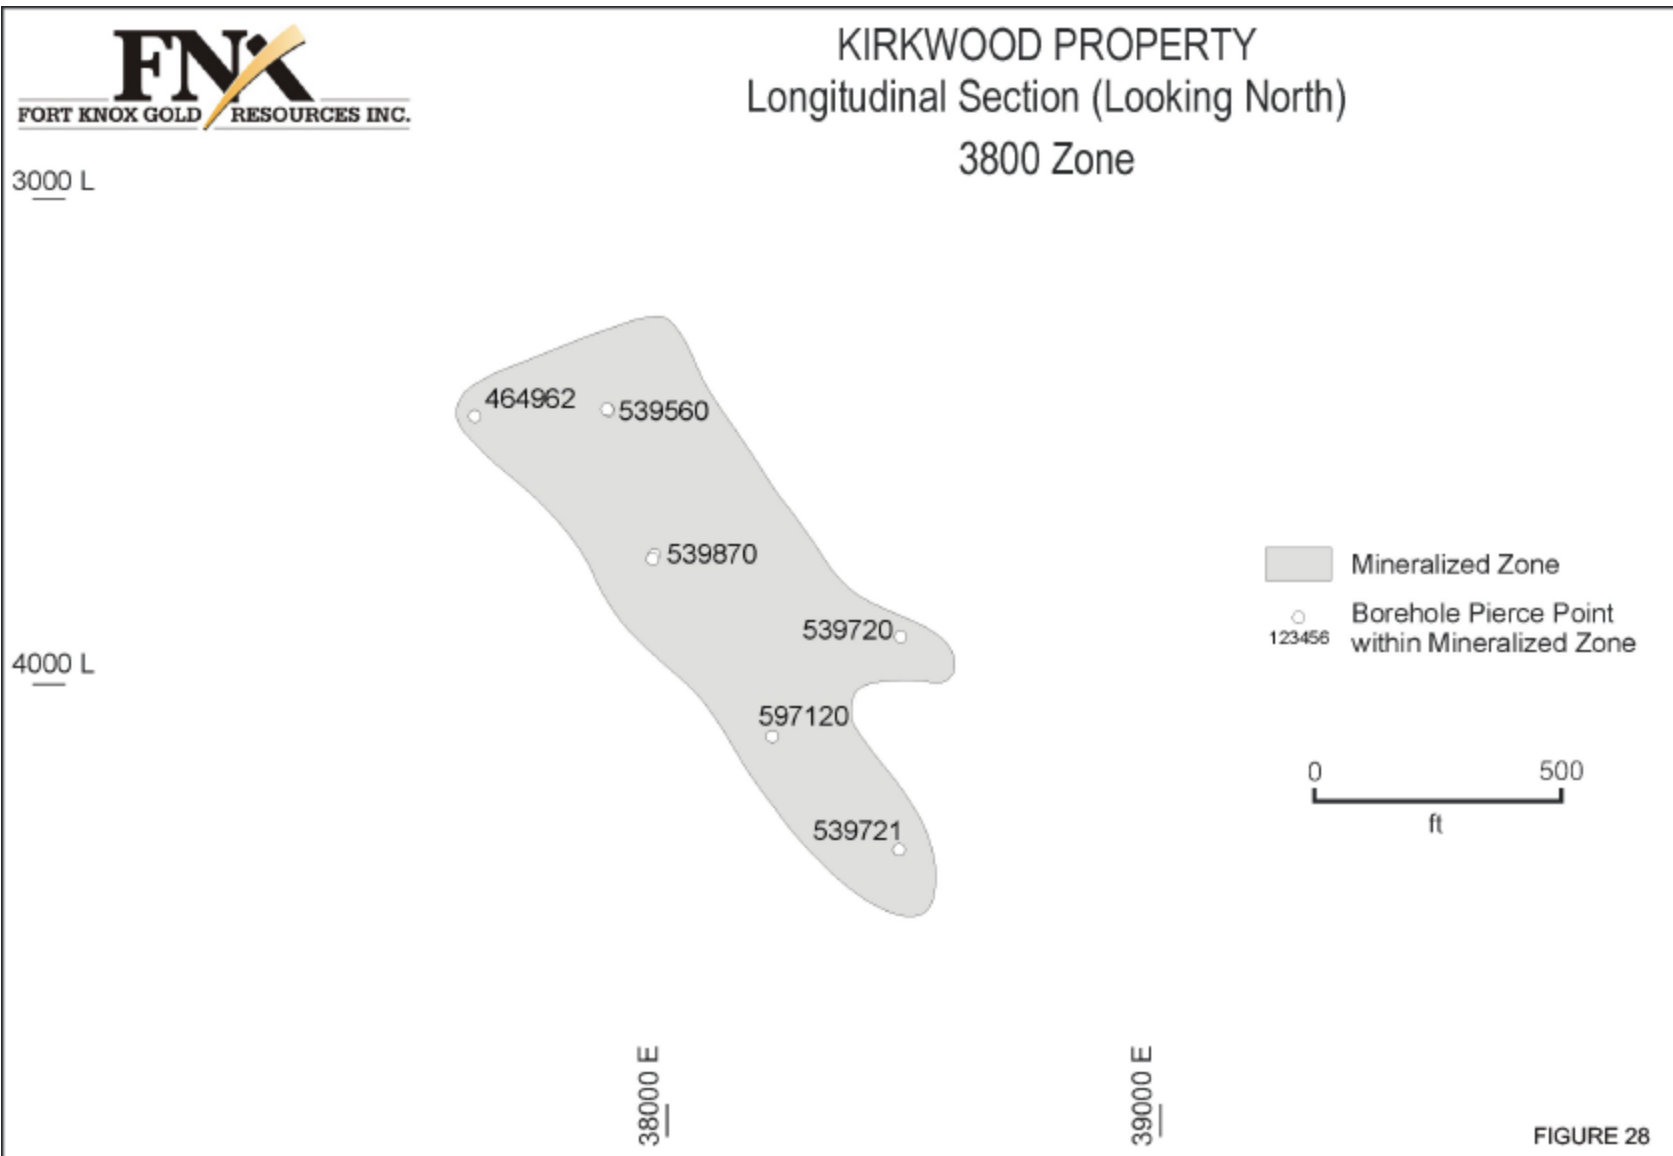 FNX
FORT KNOX GOLD RESOURCES INC.
KIRKWOOD PROPERTY
Longitudinal Section (Looking North)
3800 Zone
3000 L
464962
539560
539870
539720
4000 L
597120
539721
Mineralized Zone
Borehole Pierce Point
123456 within Mineralized Zone
0 500
ft
38000 E
39000 E
FIGURE 28